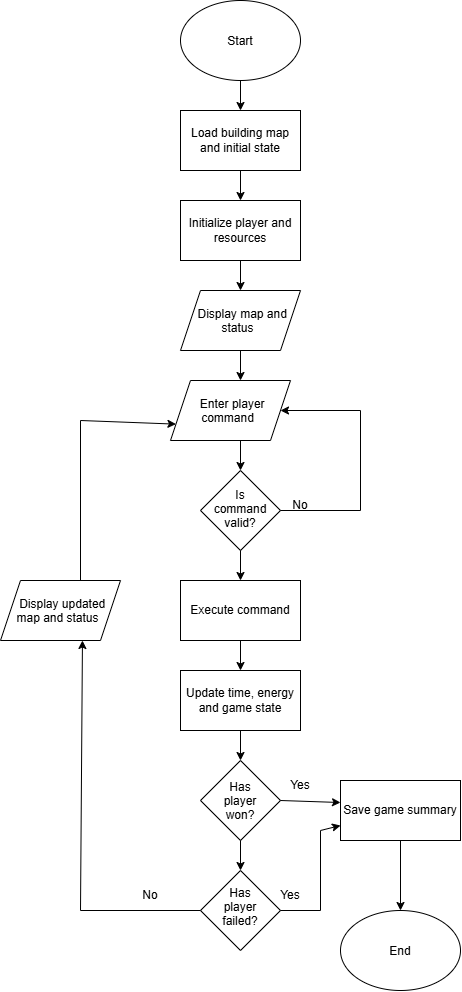 Start
Load building map
and initial state
Initialize player and
resources
Display map and
status
Enter player
command
Is
command
valid?
No
Display updated
map and status
Execute command
Update time, energy
and game state
Has
player
won?
Yes
Save game summary
Has
player
failed?
No
Yes
End